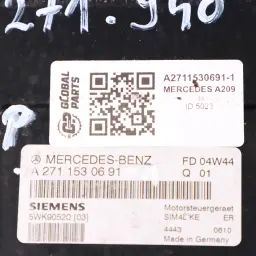 271.940
P
GLOBAL
PARTS
A2711530691-1
MERCEDES A209
ID 5023
MERCEDES-BENZ
FD 04W44
A 271 153 06 91
Q 01
SIEMENS
Motorsteuergeraet
5WK90520 [03]
SIM4LKE ER
4443 0610
Made in Germany